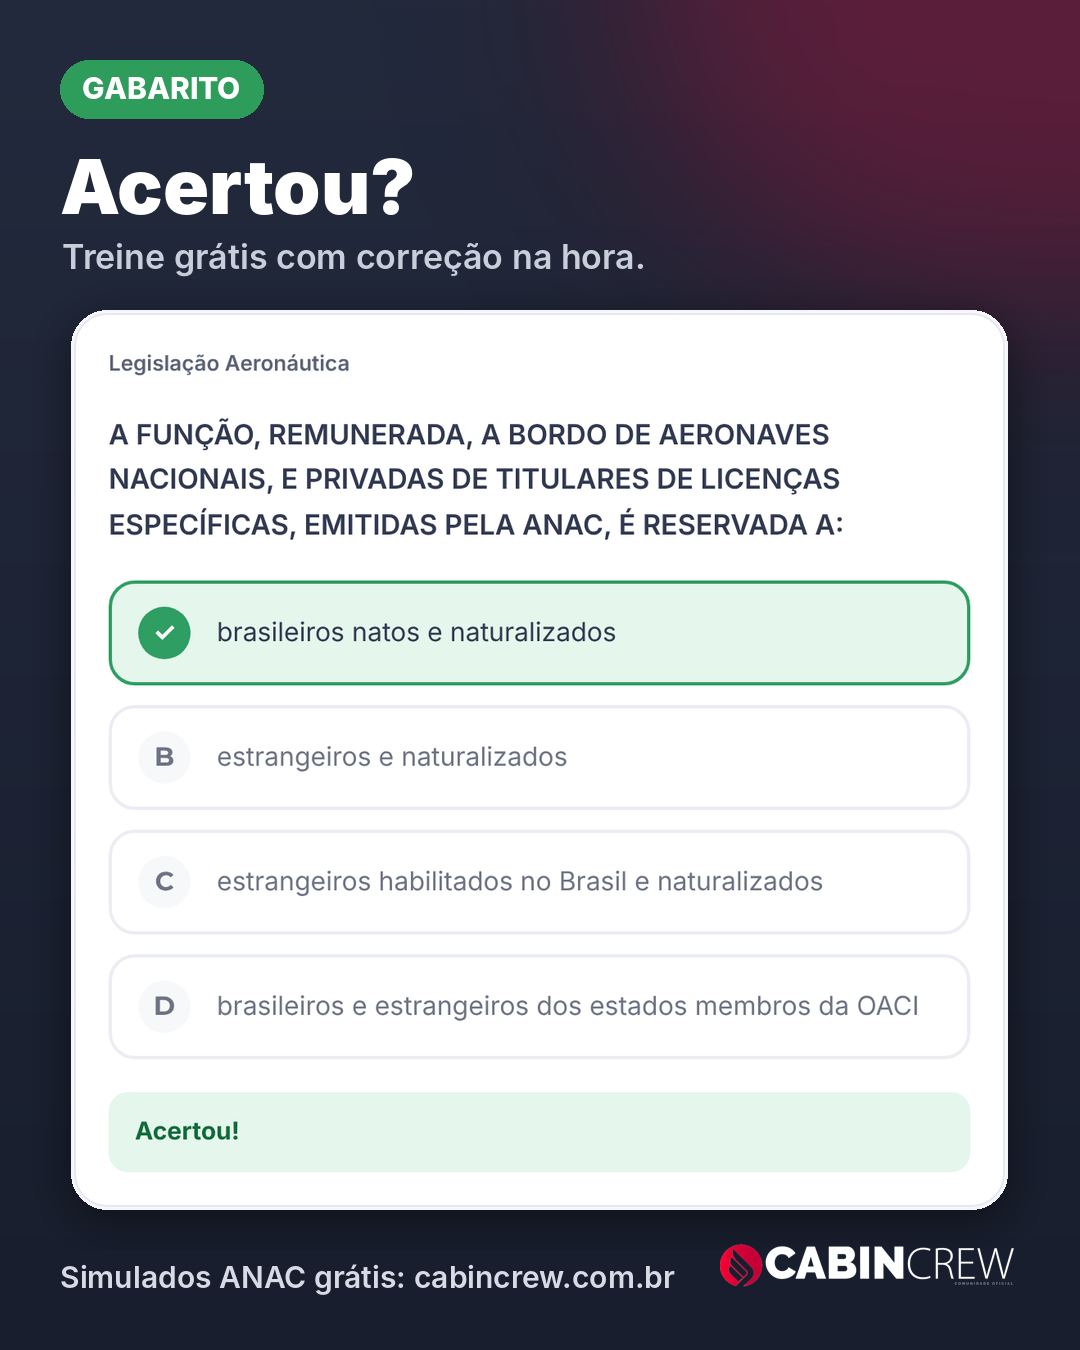 GABARITO
Acertou?
Treine grátis com correção na hora.
Legislação Aeronáutica
A FUNÇÃO, REMUNERADA, A BORDO DE AERONAVES
NACIONAIS, E PRIVADAS DE TITULARES DE LICENÇAS
ESPECÍFICAS, EMITIDAS PELA ANAC, É RESERVADA A:
brasileiros natos e naturalizados
B estrangeiros e naturalizados
C estrangeiros habilitados no Brasil e naturalizados
D brasileiros e estrangeiros dos estados membros da OACI
Acertou!
Simulados ANAC grátis: cabincrew.com.br
CABINCREW
COMUNIDADE OFICIAL